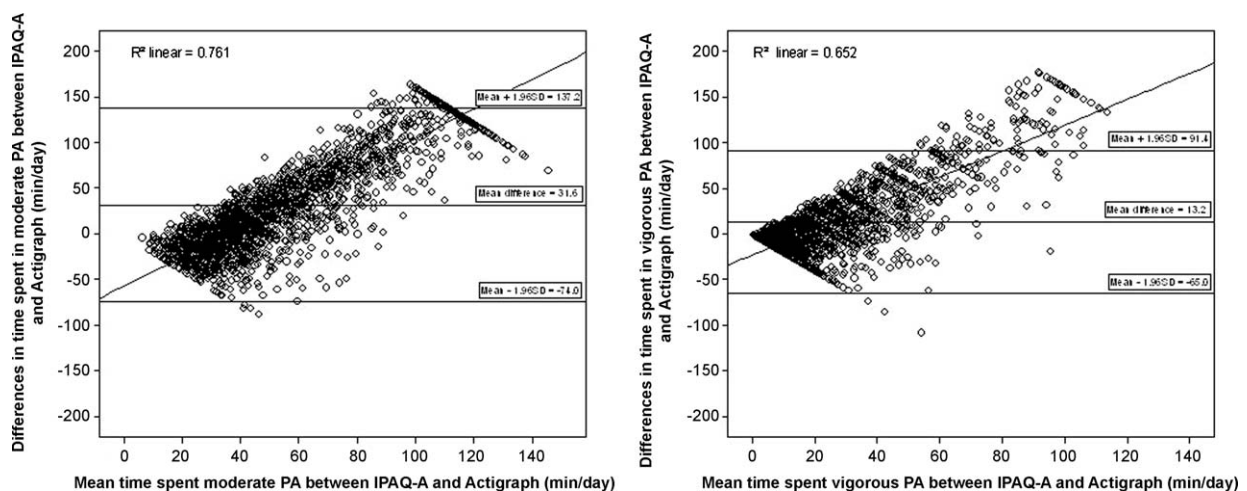 Differences in time spent in moderate PA between IPAQ-A
and Actigraph (min/day)
R² linear = 0.761
200
150
100
50
0
-50
-100
-150
-200
Mean + 1.96SD = 137.2
Mean difference = 31.6
Mean - 1.96SD = -74.0
0 20 40 60 80 100 120 140
Mean time spent moderate PA between IPAQ-A and Actigraph (min/day)
Differences in time spent in vigorous PA between IPAQ-A
and Actigraph (min/day)
R² linear = 0.652
200
150
100
50
0
-50
-100
-150
-200
Mean + 1.96SD = 91.4
Mean difference = 13.2
Mean - 1.96SD = -65.0
0 20 40 60 80 100 120 140
Mean time spent vigorous PA between IPAQ-A and Actigraph (min/day)